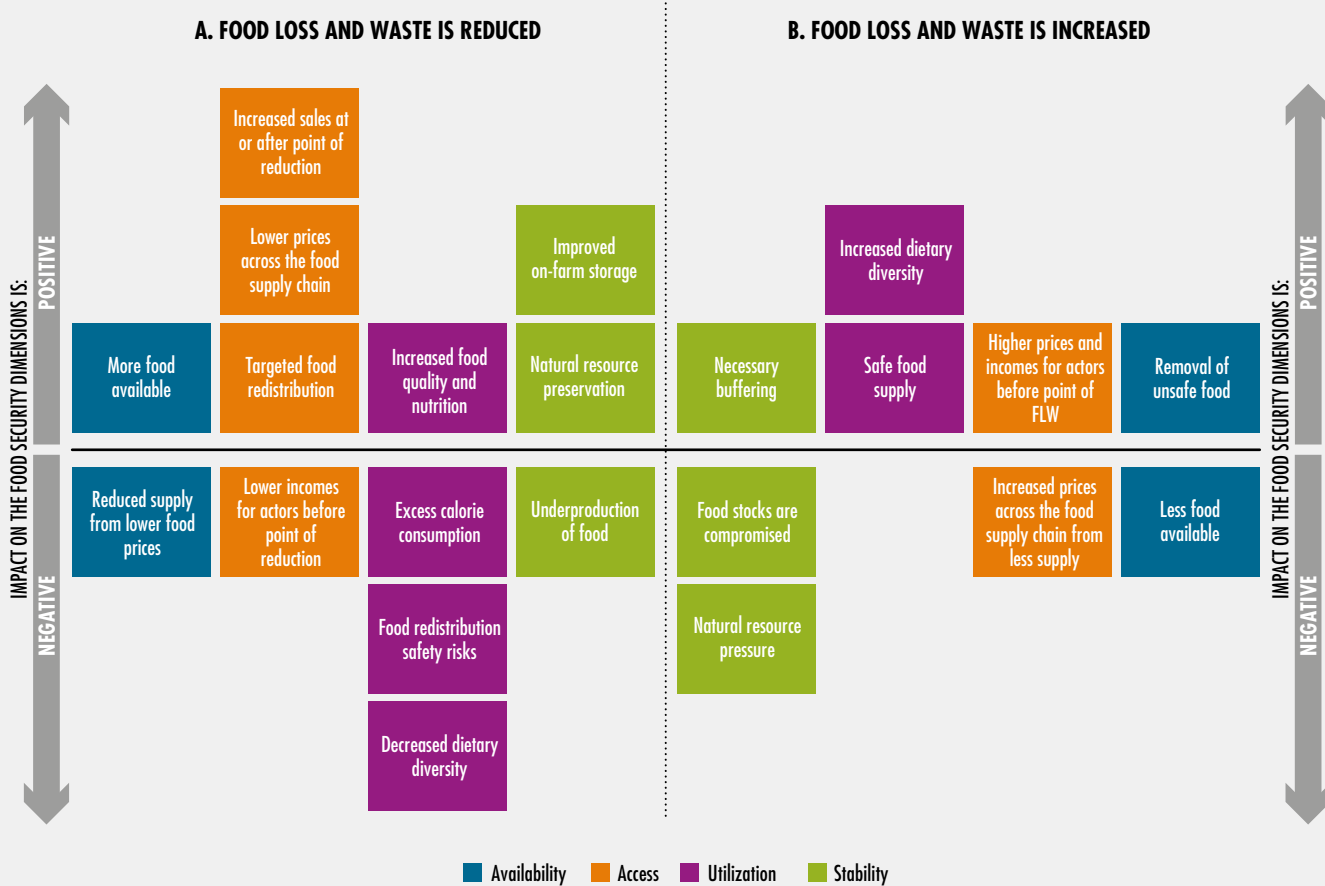 A. FOOD LOSS AND WASTE IS REDUCED
B. FOOD LOSS AND WASTE IS INCREASED
IMPACT ON THE FOOD SECURITY DIMENSIONS IS:
POSITIVE
NEGATIVE
Increased sales at
or after point of
reduction
Lower prices
across the food
supply chain
Improved
on-farm storage
More food
available
Targeted food
redistribution
Increased food
quality and
nutrition
Natural resource
preservation
Reduced supply
from lower food
prices
Lower incomes
for actors before
point of
reduction
Excess calorie
consumption
Underproduction
of food
Food redistribution
safety risks
Decreased dietary
diversity
Increased dietary
diversity
Necessary
buffering
Safe food
supply
Higher prices and
incomes for actors
before point of
FLW
Removal of
unsafe food
Food stocks are
compromised
Increased prices
across the food
supply chain from
less supply
Less food
available
Natural resource
pressure
IMPACT ON THE FOOD SECURITY DIMENSIONS IS:
POSITIVE
NEGATIVE
Availability
Access
Utilization
Stability